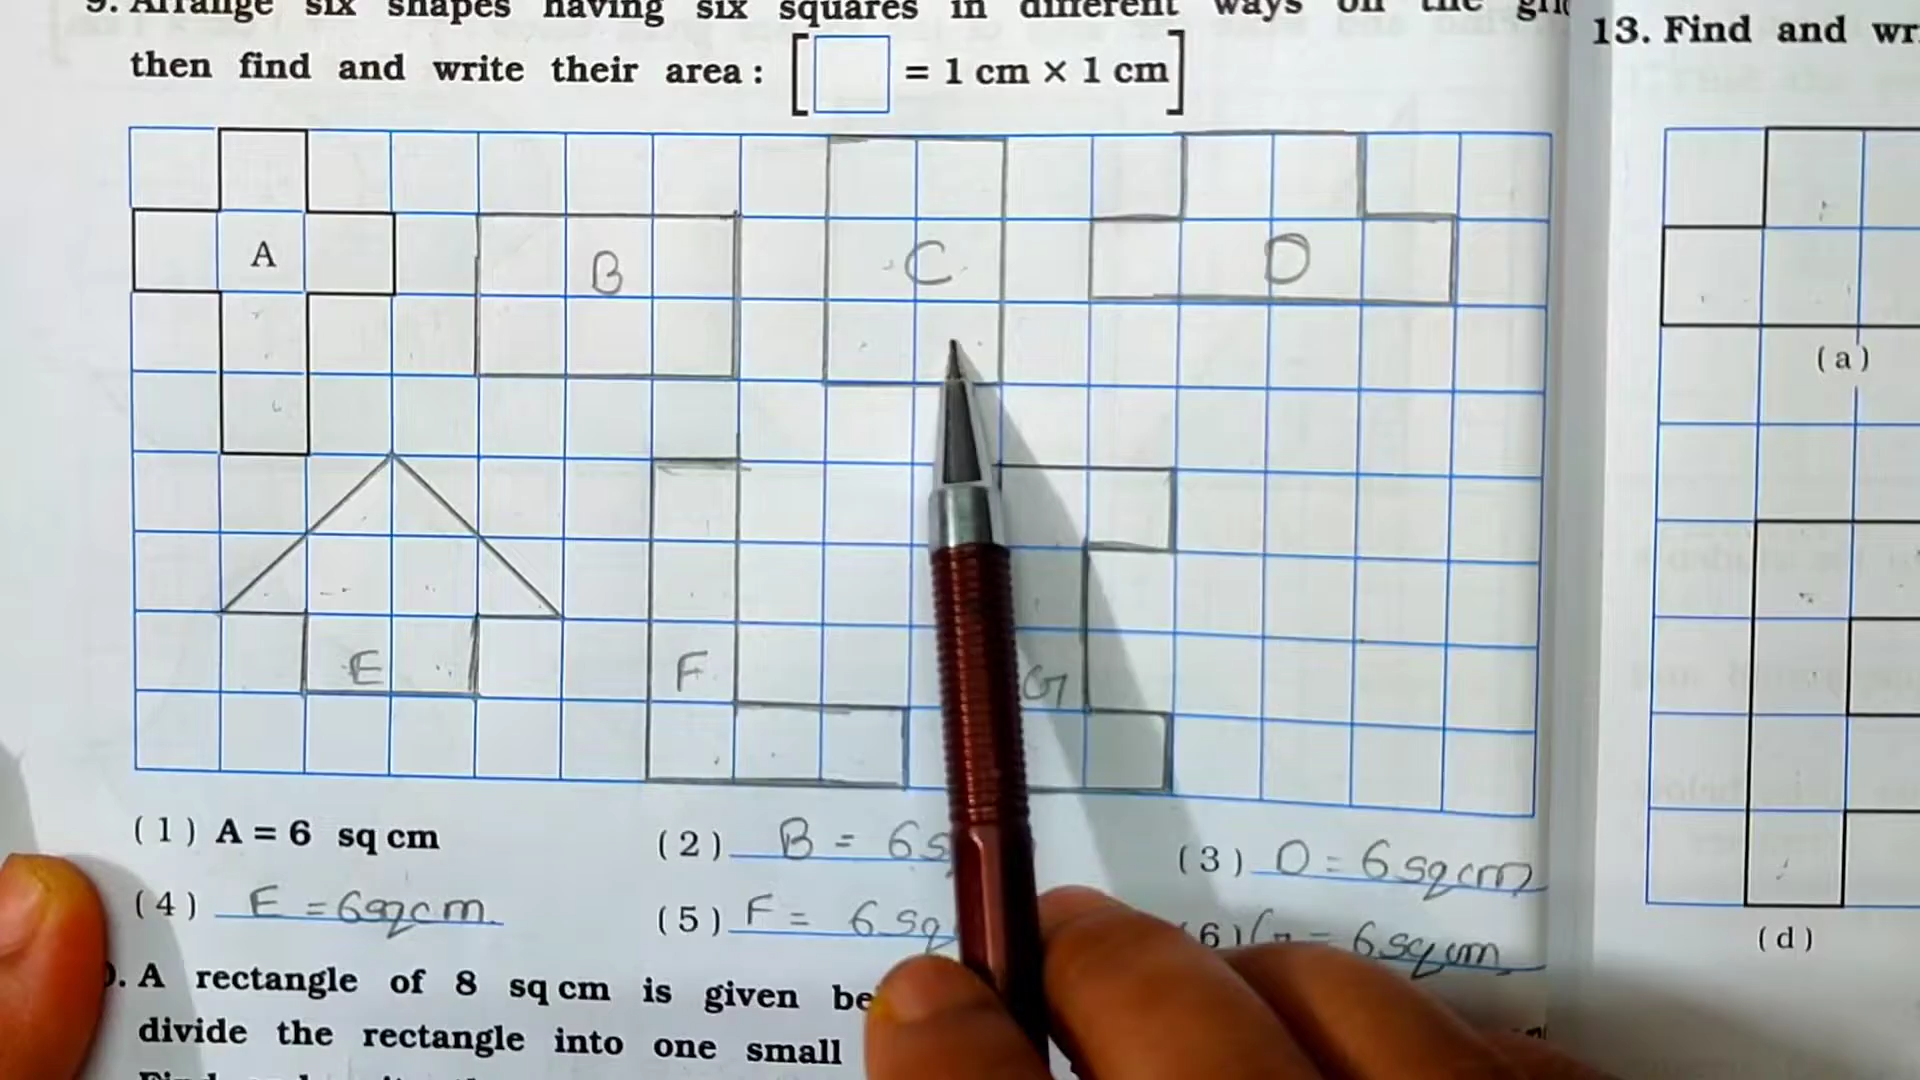 9. Arrange six shapes having six squares in different ways on the
then find and write their area : [ = 1 cm × 1 cm]
13. Find and
A
B
C
D
(a)
E
F
G
(1) A = 6 sq cm
(2) B = 6
(3) D = 6 sq cm
(4) E = 6 sq cm
(5) F = 6 sq
(6) G = 6 sq cm
(d)
. A rectangle of 8 sq cm is given
divide the rectangle into one small